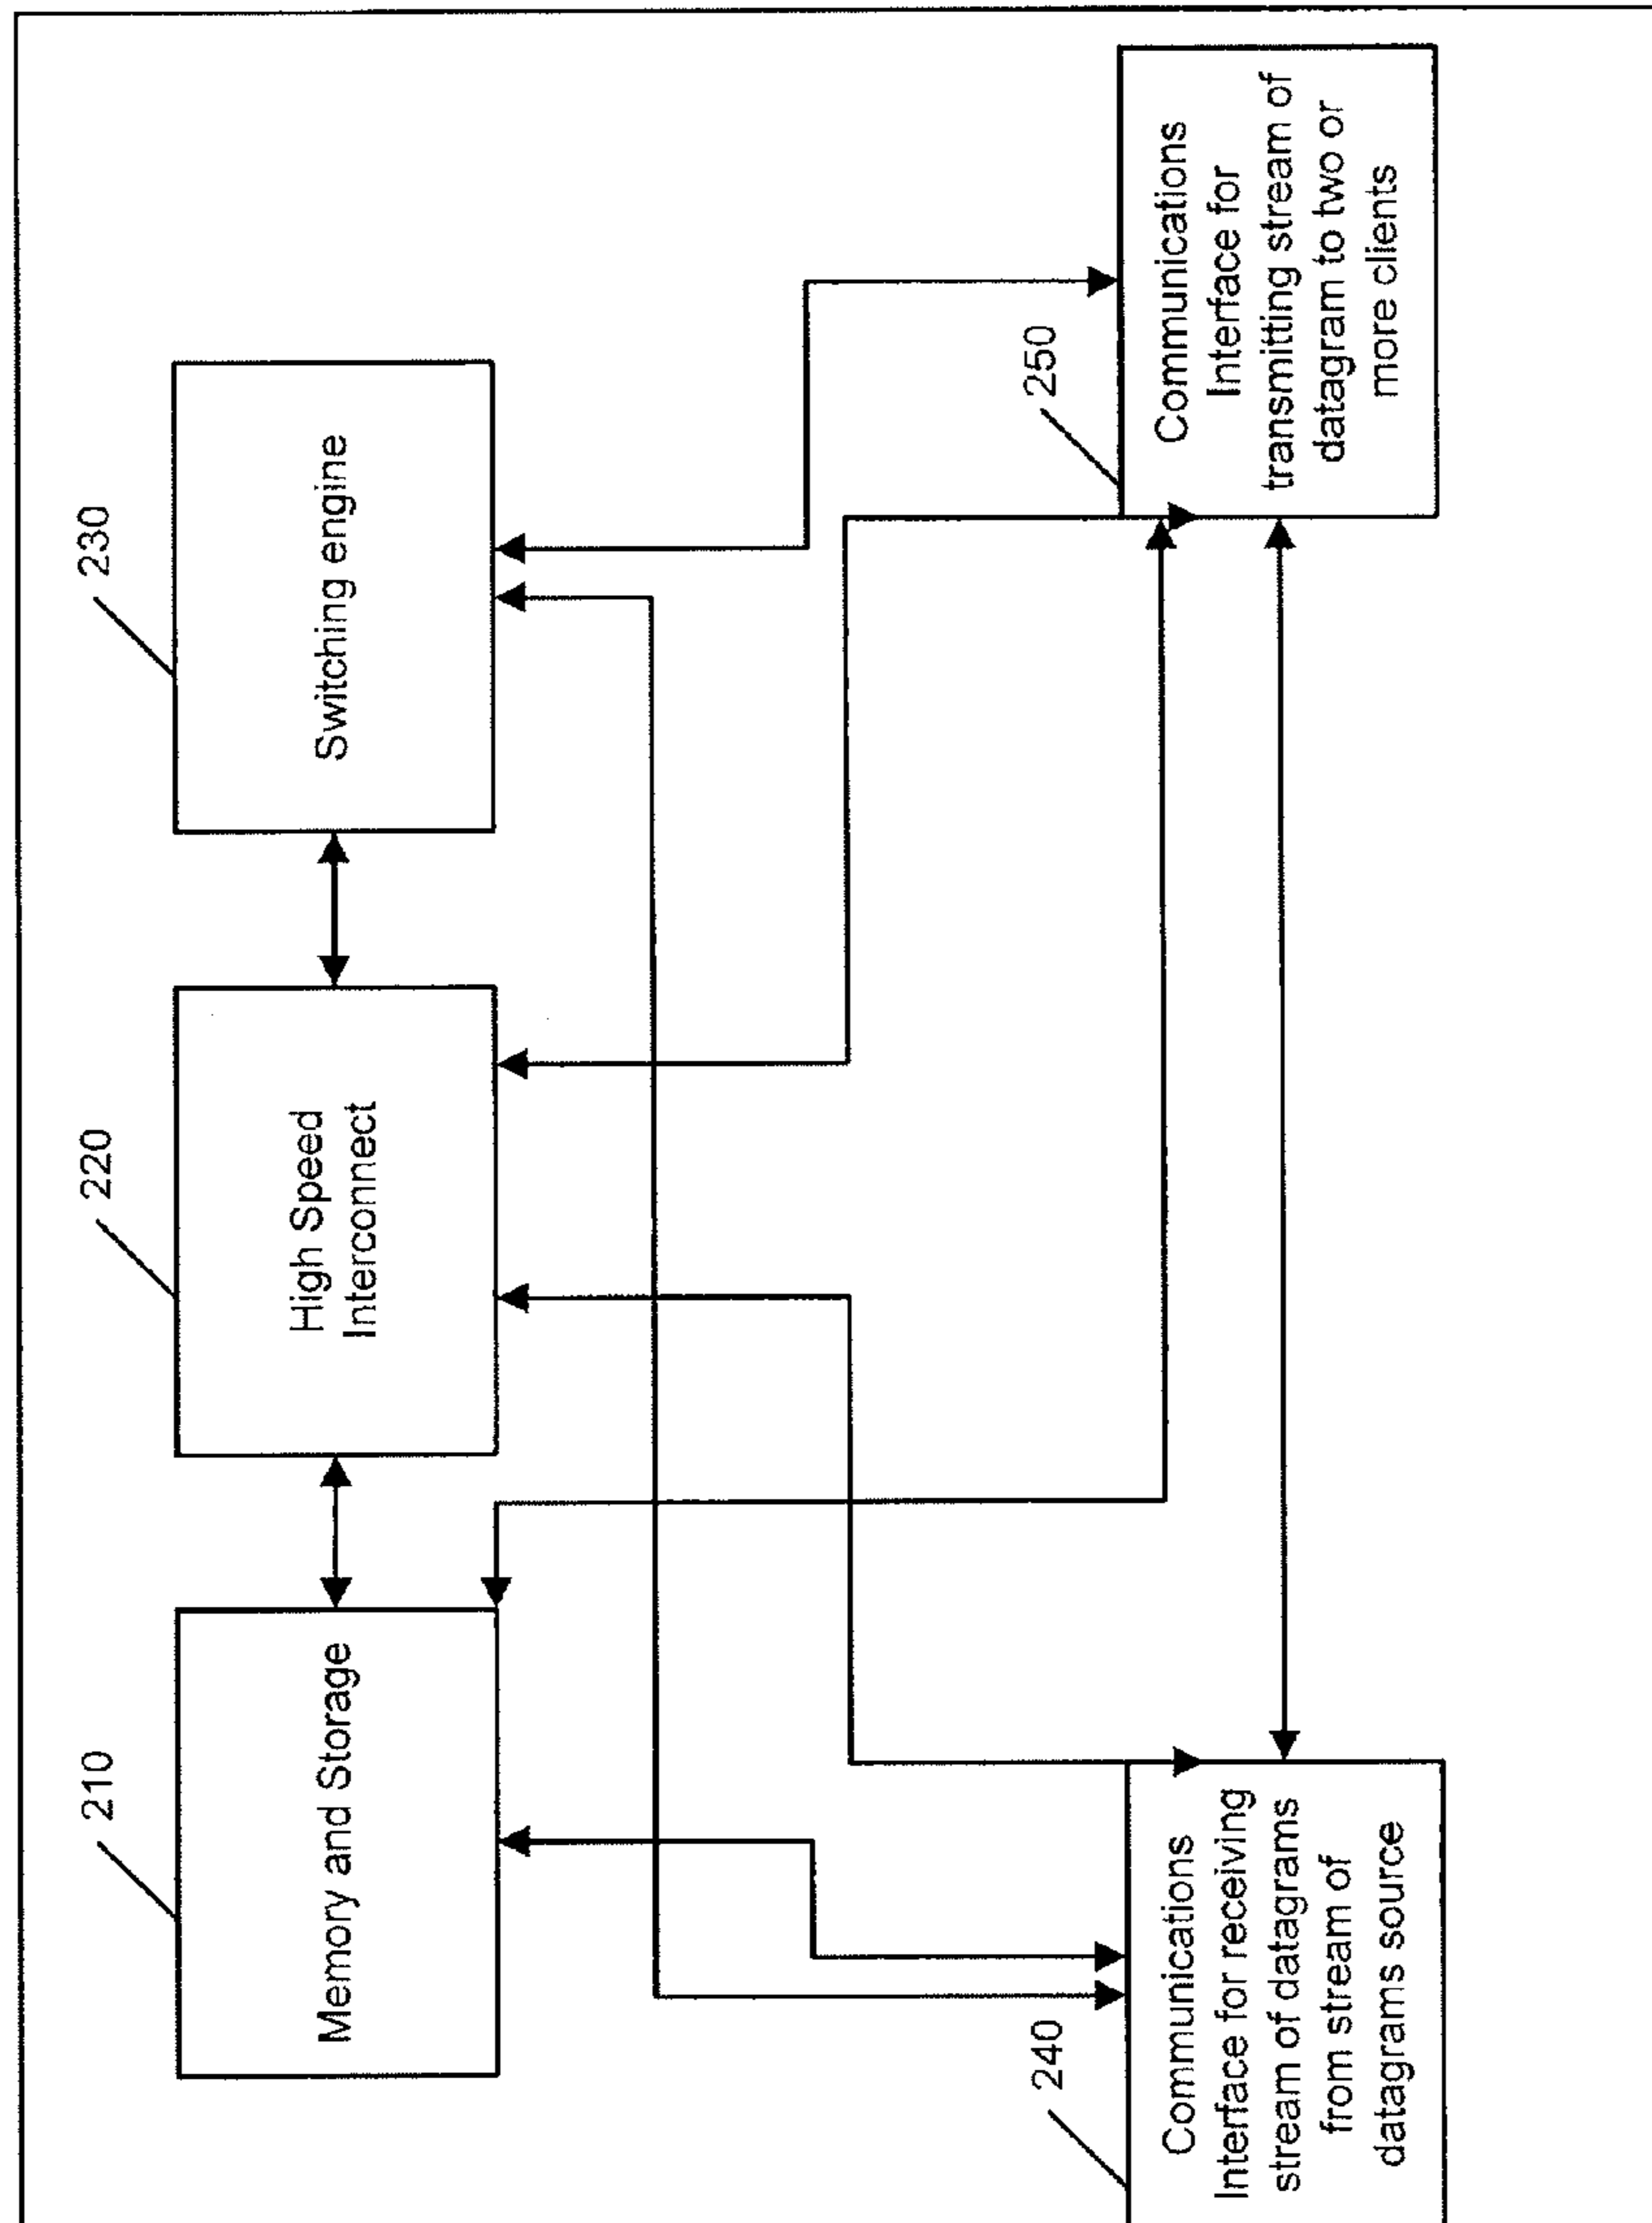 210
Memory and Storage
220
High Speed
Interconnect
230
Switching engine
240
Communications
Interface for receiving
stream of datagrams
from stream of
datagrams source
250
Communications
Interface for
transmitting stream of
datagram to two or
more clients